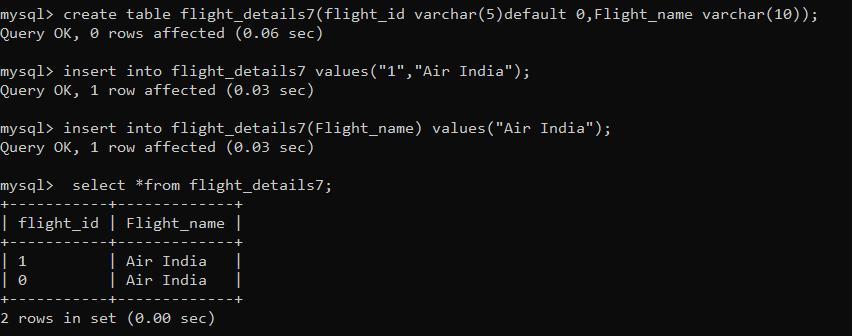 mysql> create table flight_details7(flight_id varchar(5)default 0,Flight_name varchar(10));
Query OK, 0 rows affected (0.06 sec)
mysql> insert into flight_details7 values("1","Air India");
Query OK, 1 row affected (0.03 sec)
mysql> insert into flight_details7(Flight_name) values("Air India");
Query OK, 1 row affected (0.03 sec)
mysql>  select *from flight_details7;
+-----------+-------------+
| flight_id | Flight_name |
+-----------+-------------+
| 1         | Air India   |
| 0         | Air India   |
+-----------+-------------+
2 rows in set (0.00 sec)